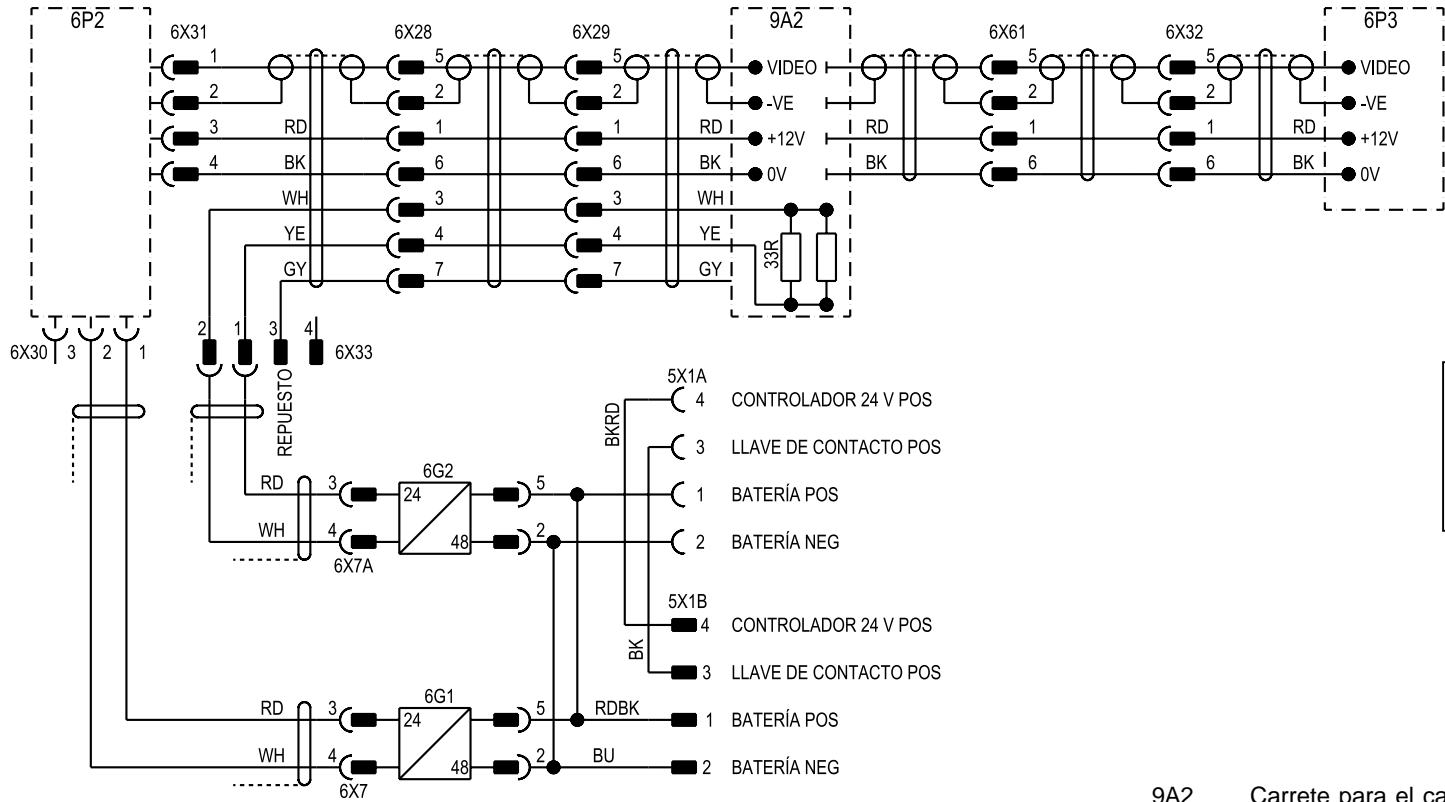 6P2 9A2 6P3
6X31 6X28 6X29 6X61 6X32
1 5 5 VIDEO 5 5 VIDEO
2 2 2 -VE 2 2 -VE
3 RD 1 1 RD +12V RD 1 1 RD +12V
4 BK 6 6 BK 0V BK 6 6 BK 0V
WH 3 3 WH
YE 4 4 YE 33R
GY 7 7 GY
6X30 3 2 1 2 1 3 4 6X33
REPUESTO
5X1A
4 CONTROLADOR 24 V POS
BKRD
3 LLAVE DE CONTACTO POS
6G2
RD 3 24 5 1 BATERÍA POS
WH 4 48 2 2 BATERÍA NEG
6X7A
5X1B
4 CONTROLADOR 24 V POS
BK
3 LLAVE DE CONTACTO POS
6G1
RD 3 24 5 RDBK 1 BATERÍA POS
WH 4 48 2 BU 2 BATERÍA NEG
6X7
9A2 Carrete para el ca